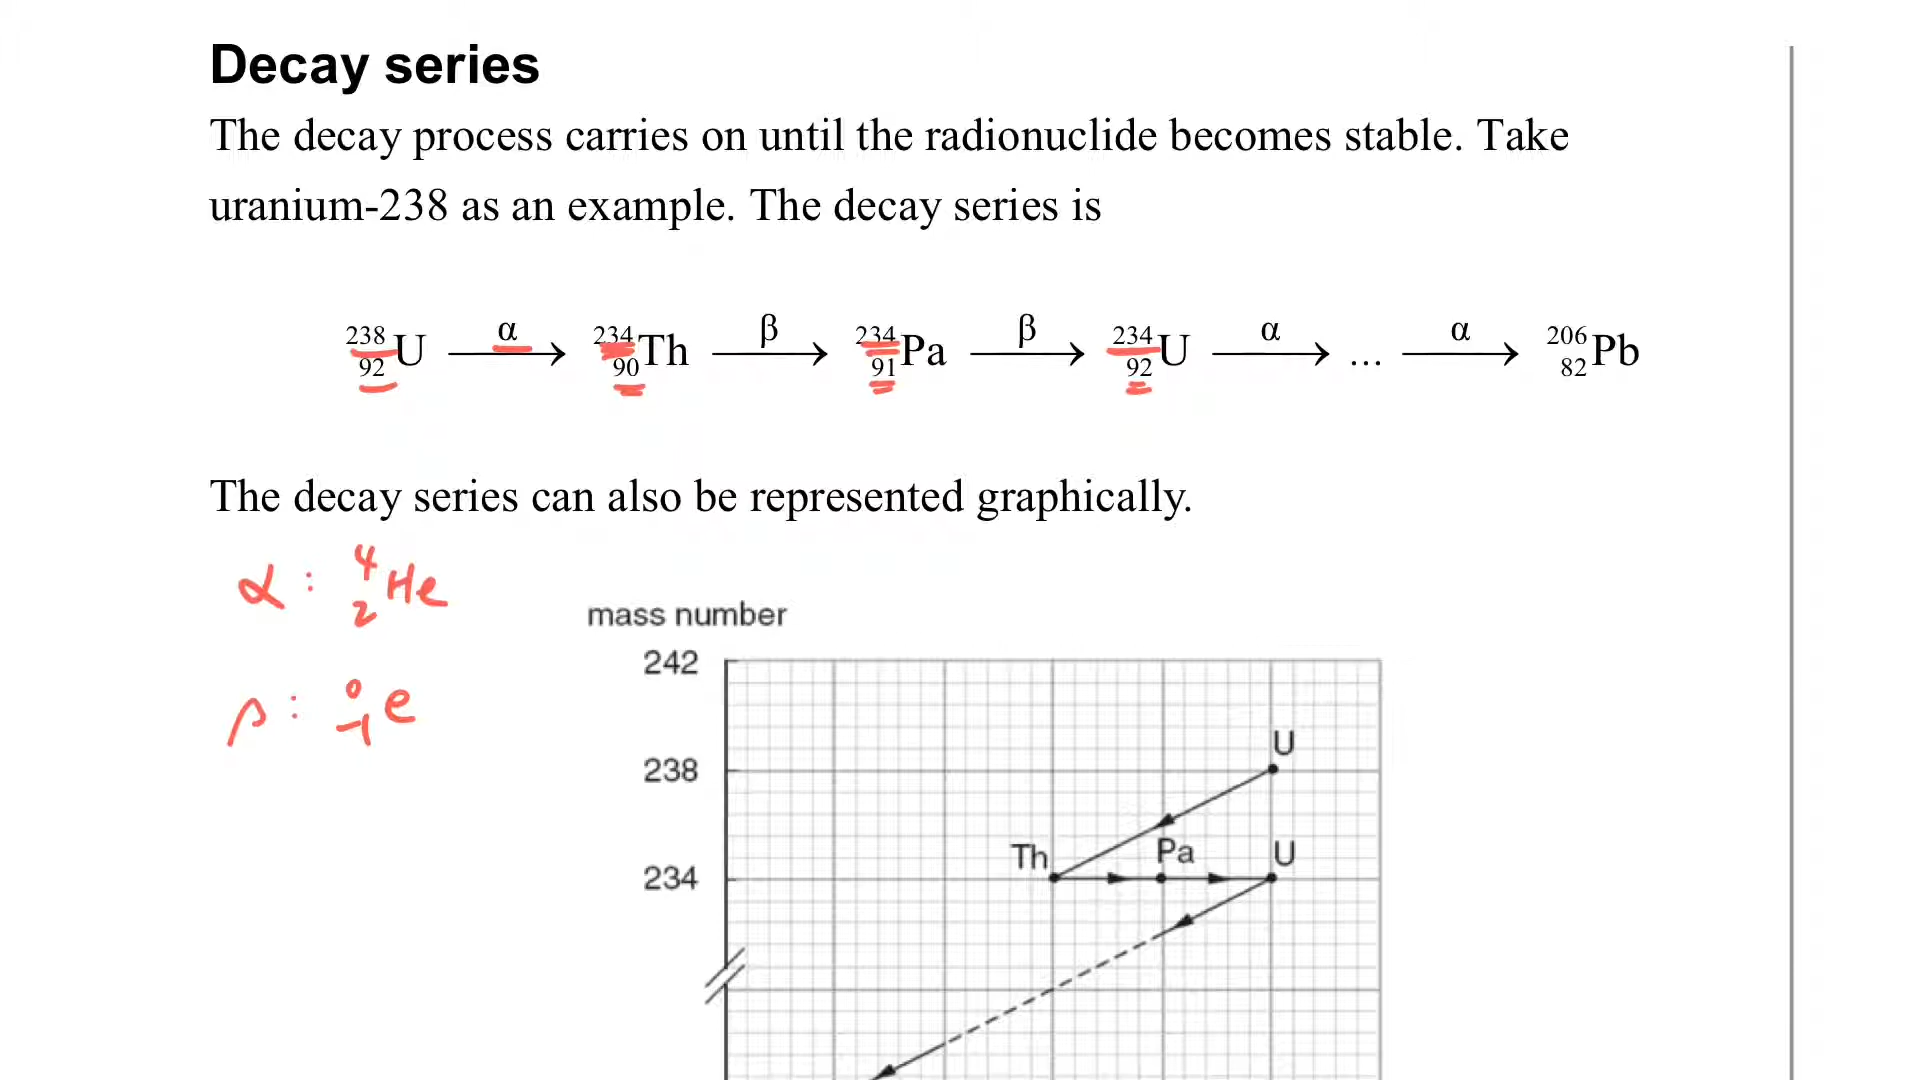 Decay series
The decay process carries on until the radionuclide becomes stable. Take
uranium-238 as an example. The decay series is
²³⁸₉₂U —α→ ²³⁴₉₀Th —β→ ²³⁴₉₁Pa —β→ ²³⁴₉₂U —α→ ... —α→ ²⁰⁶₈₂Pb
The decay series can also be represented graphically.
α : ⁴₂He
β : ⁰₋₁e
mass number
242
U
238
Th Pa U
234